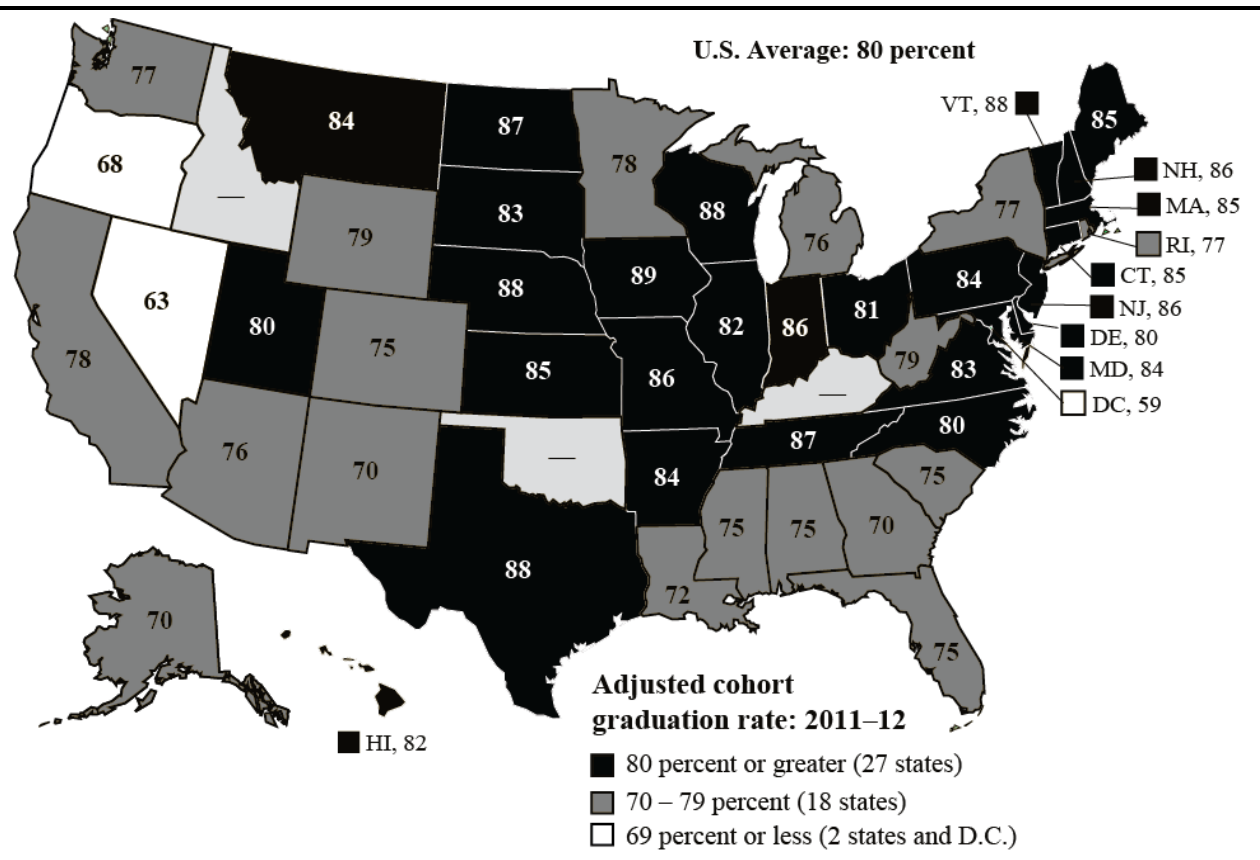 U.S. Average: 80 percent
77
84
87
VT, 88
85
68
78
NH, 86
—
83
88
77
MA, 85
79
76
RI, 77
89
84
CT, 85
63
88
NJ, 86
80
82
86
81
DE, 80
78
75
85
86
79
83
MD, 84
—
DC, 59
76
87
80
70
—
84
75
75
75
70
88
72
70
75
HI, 82
Adjusted cohort
graduation rate: 2011–12
80 percent or greater (27 states)
70 – 79 percent (18 states)
69 percent or less (2 states and D.C.)